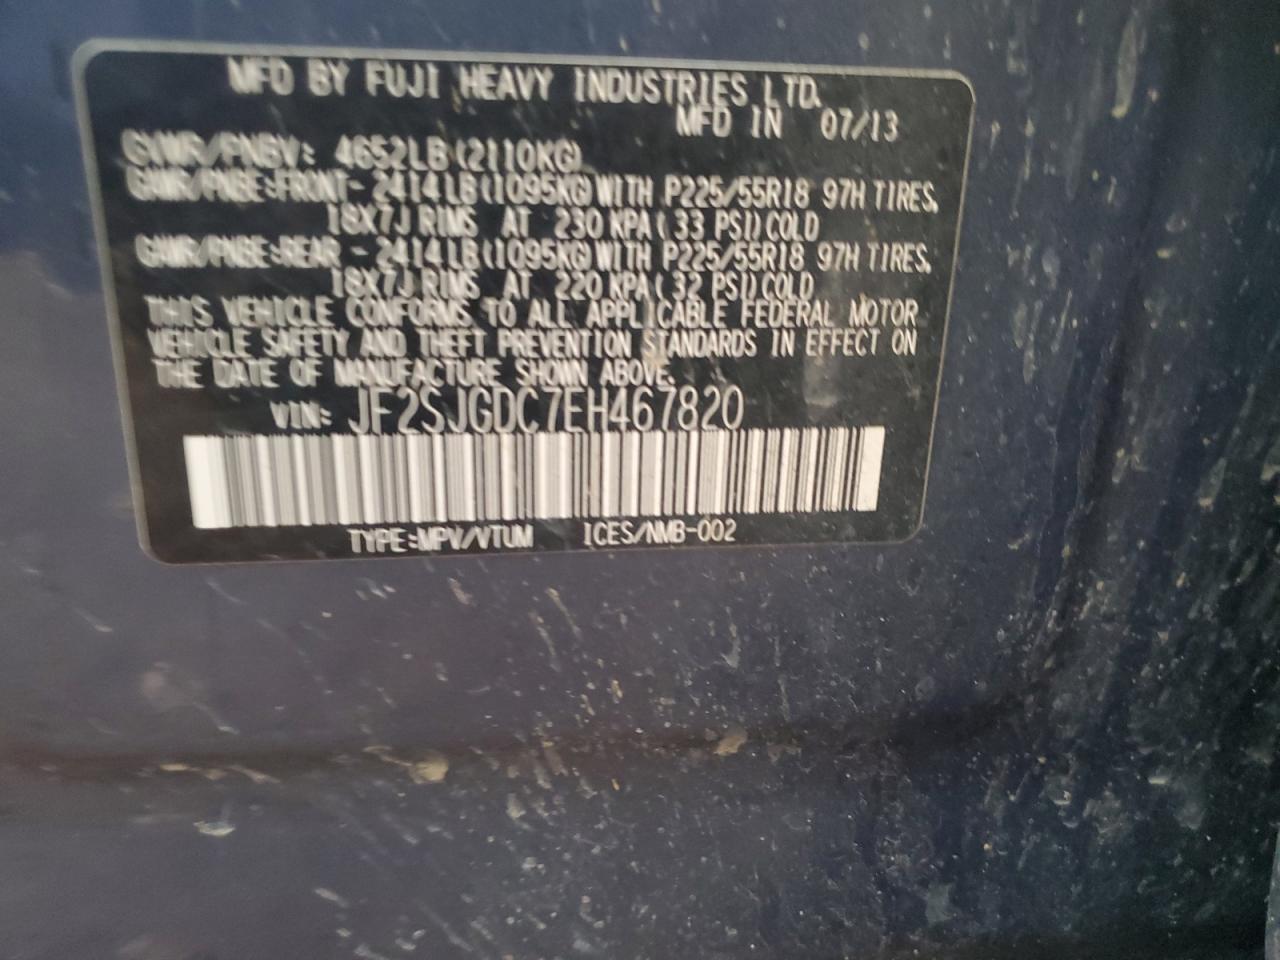 MFD BY FUJI HEAVY INDUSTRIES LTD.
MFD IN 07/13
GVWR/PNBV: 4652LB(2110KG)
GAWR/PNBE:FRONT- 2414LB(1095KG)WITH P225/55R18 97H TIRES,
18X7J RIMS AT 230 KPA( 33 PSI)COLD
GAWR/PNBE:REAR - 2414LB(1095KG)WITH P225/55R18 97H TIRES,
18X7J RIMS AT 220 KPA( 32 PSI)COLD
THIS VEHICLE CONFORMS TO ALL APPLICABLE FEDERAL MOTOR
VEHICLE SAFETY AND THEFT PREVENTION STANDARDS IN EFFECT ON
THE DATE OF MANUFACTURE SHOWN ABOVE.
VIN: JF2SJGDC7EH467820
TYPE:MPV/VTUM ICES/NMB-002